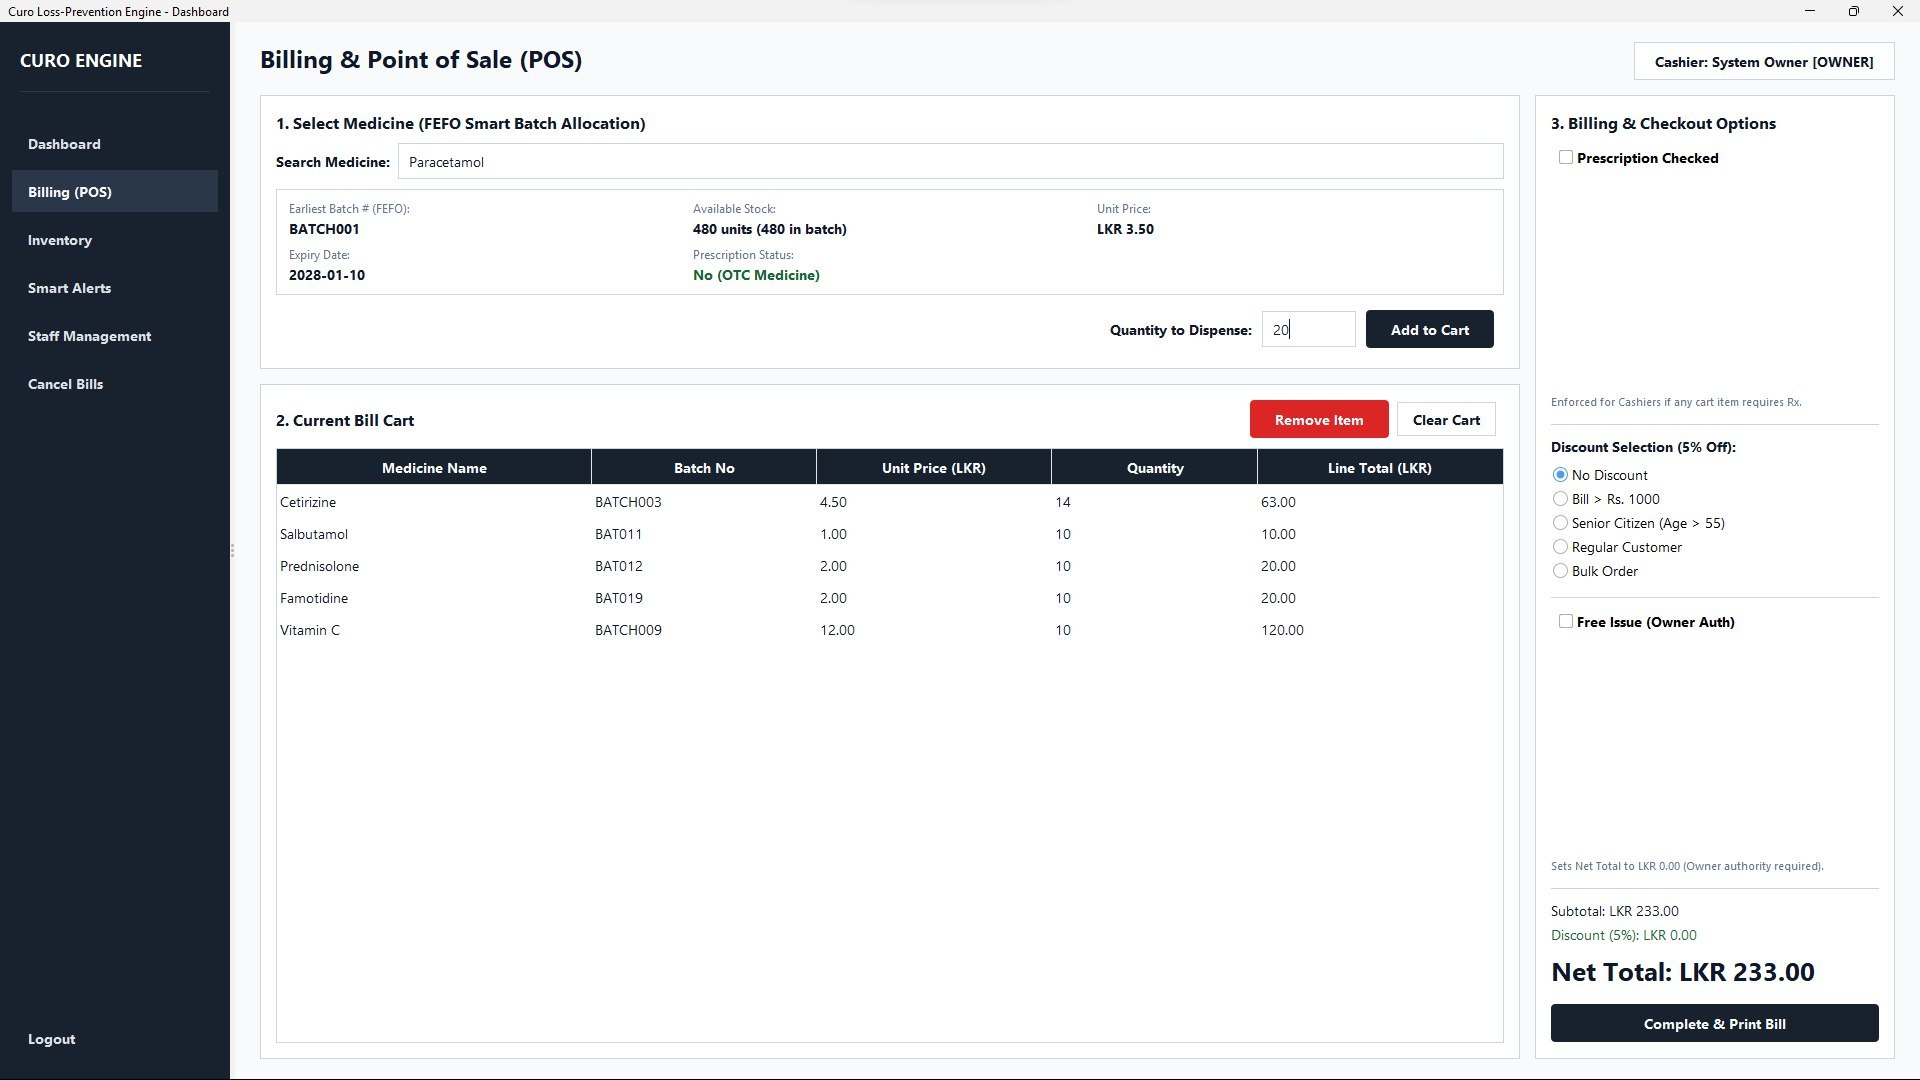 Curo Loss-Prevention Engine - Dashboard
CURO ENGINE
Dashboard
Billing (POS)
Inventory
Smart Alerts
Staff Management
Cancel Bills
Logout
Billing & Point of Sale (POS)
Cashier: System Owner [OWNER]
1. Select Medicine (FEFO Smart Batch Allocation)
Search Medicine: Paracetamol
Earliest Batch # (FEFO): Available Stock: Unit Price:
BATCH001 480 units (480 in batch) LKR 3.50
Expiry Date: Prescription Status:
2028-01-10 No (OTC Medicine)
Quantity to Dispense: 20 Add to Cart
2. Current Bill Cart Remove Item Clear Cart
Medicine Name Batch No Unit Price (LKR) Quantity Line Total (LKR)
Cetirizine BATCH003 4.50 14 63.00
Salbutamol BAT011 1.00 10 10.00
Prednisolone BAT012 2.00 10 20.00
Famotidine BAT019 2.00 10 20.00
Vitamin C BATCH009 12.00 10 120.00
3. Billing & Checkout Options
Prescription Checked
Enforced for Cashiers if any cart item requires Rx.
Discount Selection (5% Off):
No Discount
Bill > Rs. 1000
Senior Citizen (Age > 55)
Regular Customer
Bulk Order
Free Issue (Owner Auth)
Sets Net Total to LKR 0.00 (Owner authority required).
Subtotal: LKR 233.00
Discount (5%): LKR 0.00
Net Total: LKR 233.00
Complete & Print Bill